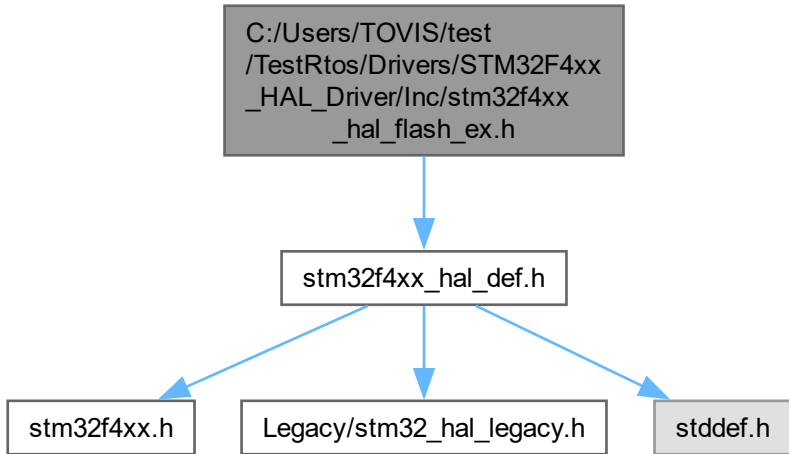 C:/Users/TOVIS/test
/TestRtos/Drivers/STM32F4xx
_HAL_Driver/Inc/stm32f4xx
_hal_flash_ex.h
stm32f4xx_hal_def.h
stm32f4xx.h
Legacy/stm32_hal_legacy.h
stddef.h